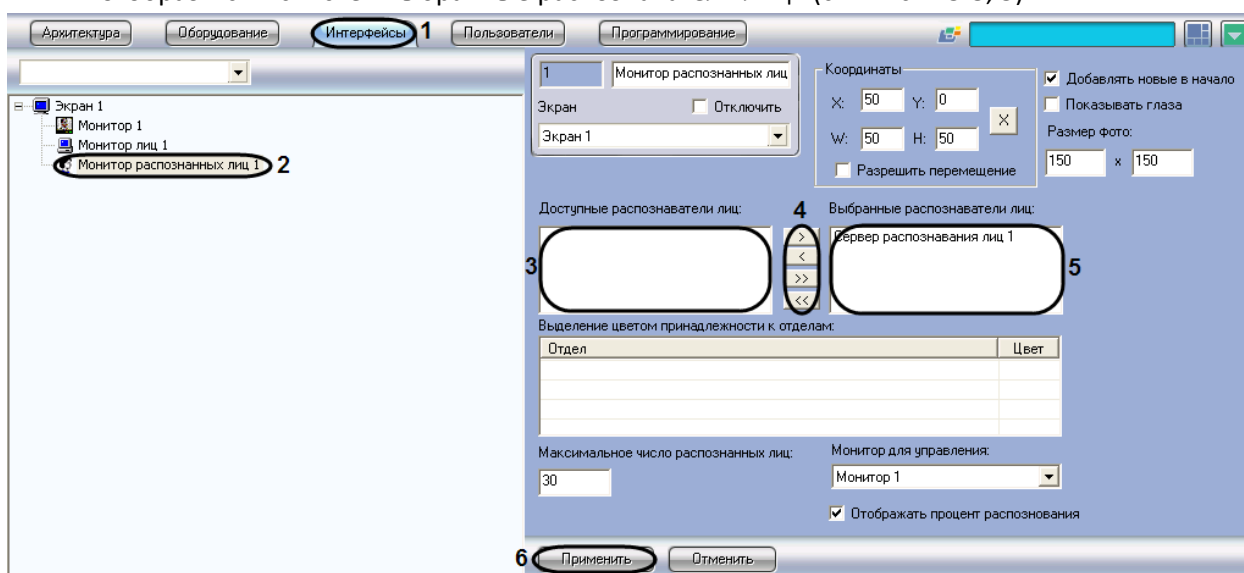 Архитектура Оборудование Интерфейсы 1 Пользователи Программирование
Экран 1
Монитор 1
Монитор лиц 1
Монитор распознанных лиц 1 2
1 Монитор распознанных лиц
Экран Отключить
Экран 1
Координаты
X: 50 Y: 0
W: 50 H: 50
X
Разрешить перемещение
Добавлять новые в начало
Показывать глаза
Размер фото:
150 x 150
Доступные распознаватели лиц: 4 Выбранные распознаватели лиц:
3 > Сервер распознавания лиц 1 5
<
>>
<<
Выделение цветом принадлежности к отделам:
Отдел Цвет
Максимальное число распознанных лиц: Монитор для управления:
30 Монитор 1
Отображать процент распознования
6 Применить Отменить